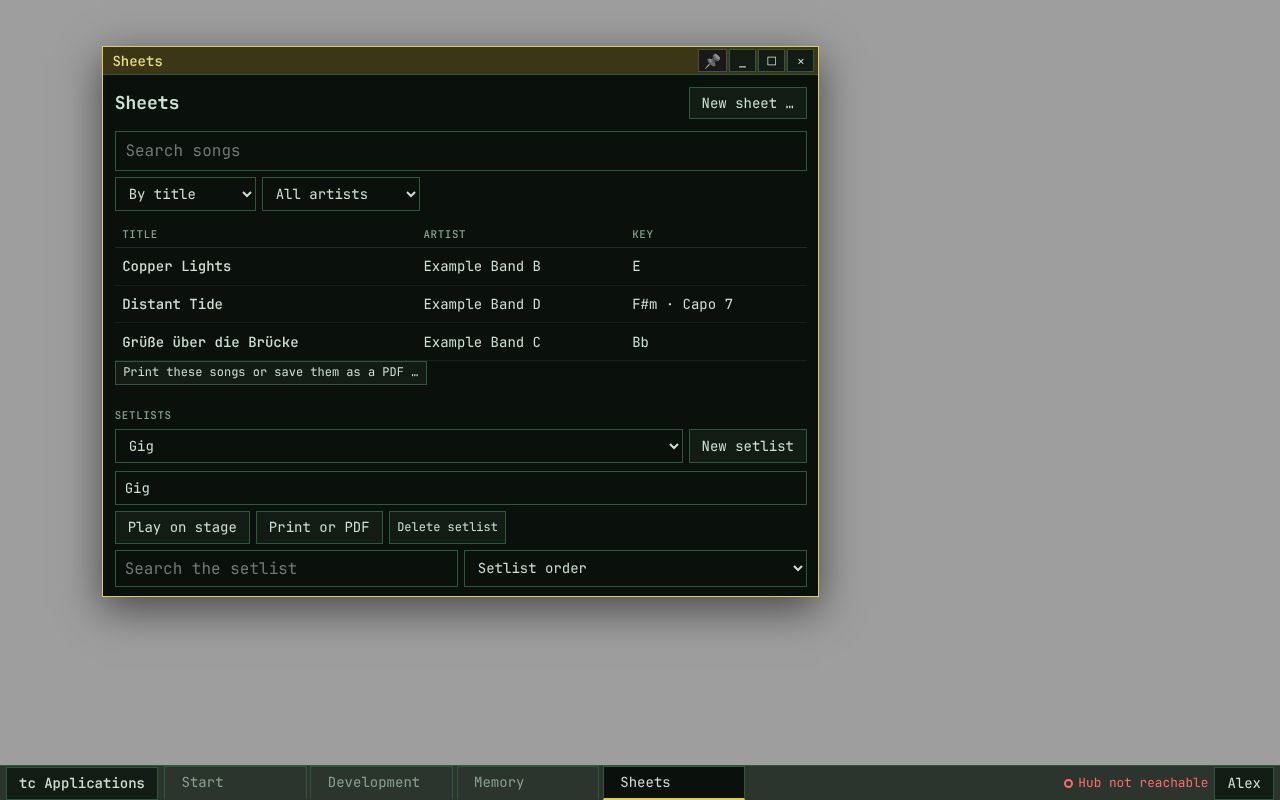 Sheets
Sheets
New sheet …
Search songs
By title
All artists
TITLE ARTIST KEY
Copper Lights Example Band B E
Distant Tide Example Band D F#m · Capo 7
Grüße über die Brücke Example Band C Bb
Print these songs or save them as a PDF …
SETLISTS
Gig
New setlist
Gig
Play on stage
Print or PDF
Delete setlist
Search the setlist
Setlist order
tc Applications
Start
Development
Memory
Sheets
Hub not reachable
Alex